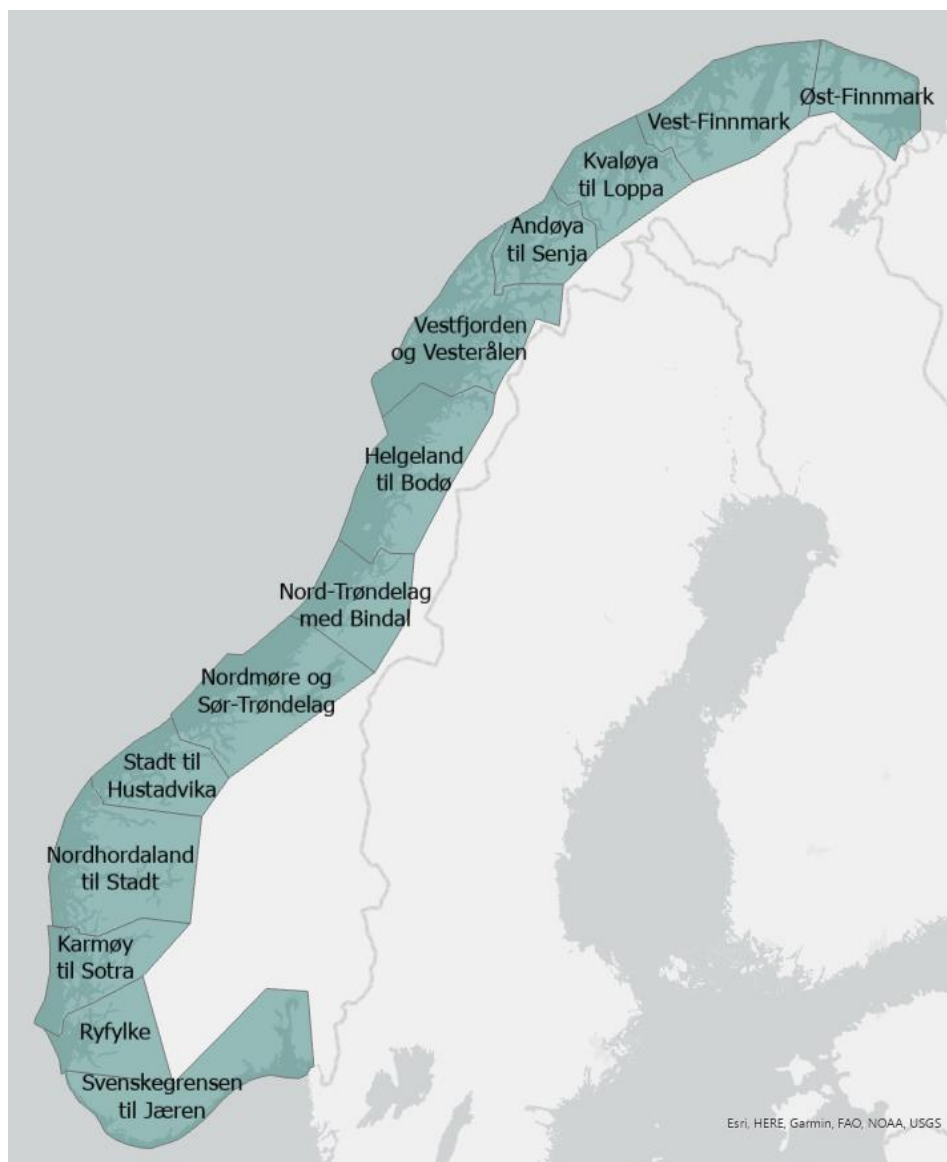 Øst-Finnmark
Vest-Finnmark
Kvaløya
til Loppa
Andøya
til Senja
Vestfjorden
og Vesterålen
Helgeland
til Bodø
Nord-Trøndelag
med Bindal
Nordmøre og
Sør-Trøndelag
Stadt til
Hustadvika
Nordhordaland
til Stadt
Karmøy
til Sotra
Ryfylke
Svenskegrensen
til Jæren
Esri, HERE, Garmin, FAO, NOAA, USGS